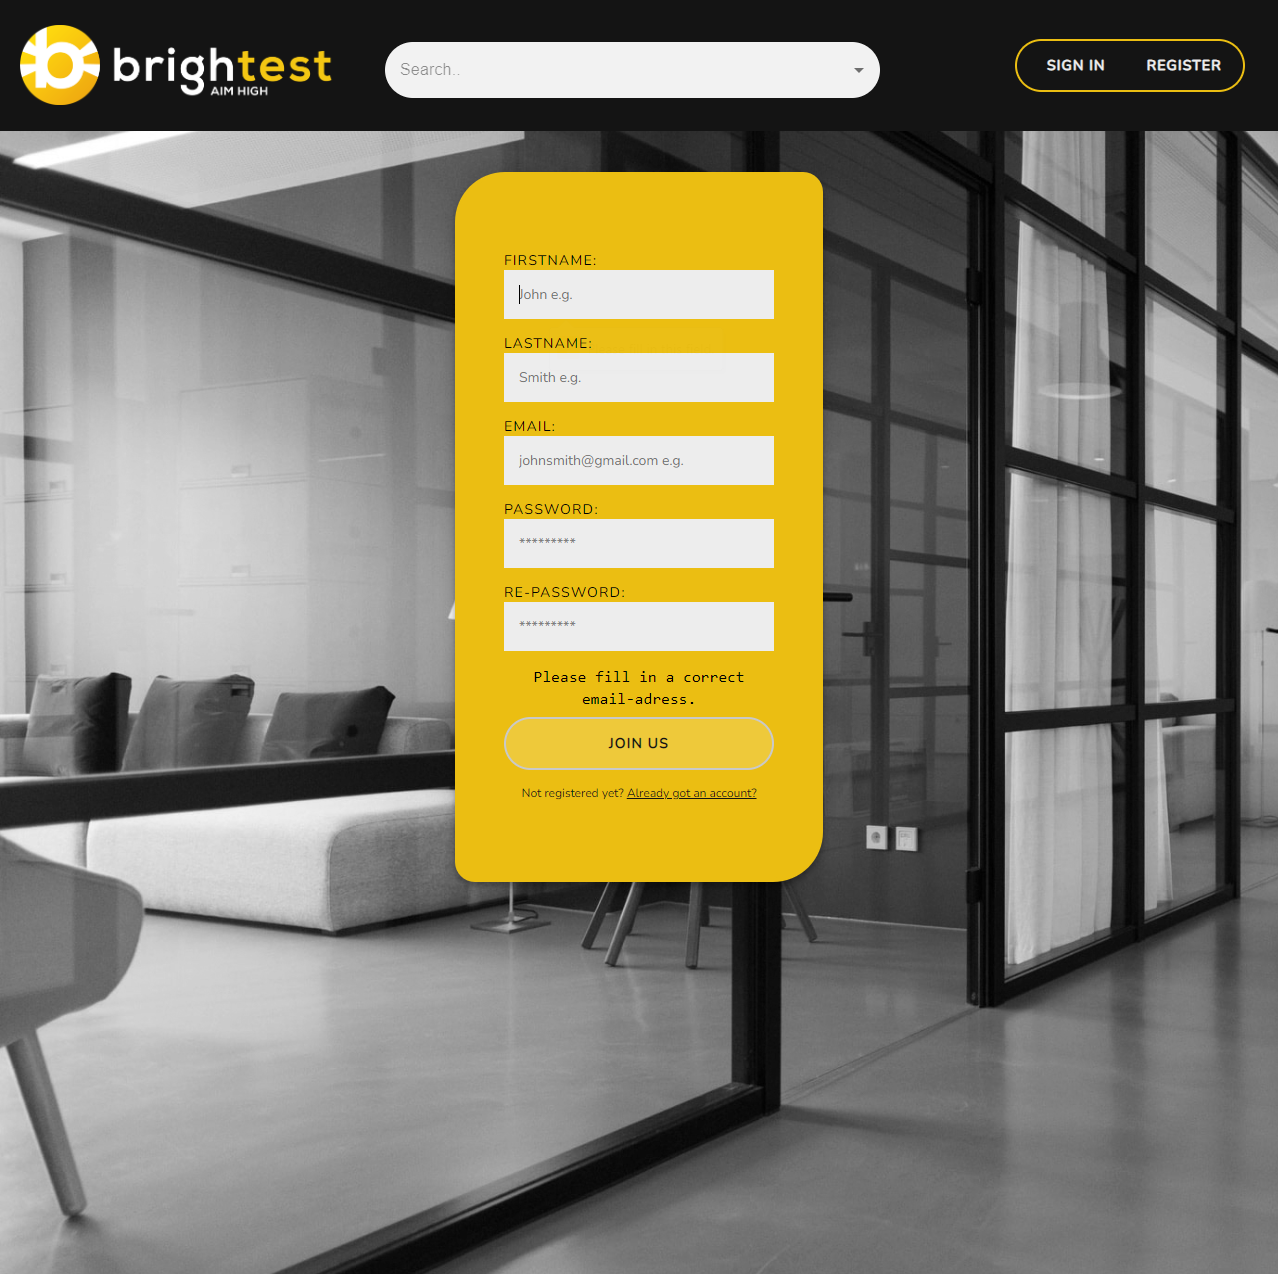 brightest
AIM HIGH
Search..
SIGN IN
REGISTER
FIRSTNAME:
John e.g.
LASTNAME:
Smith e.g.
EMAIL:
johnsmith@gmail.com e.g.
PASSWORD:
*********
RE-PASSWORD:
*********
Please fill in a correct
email-adress.
JOIN US
Not registered yet? Already got an account?